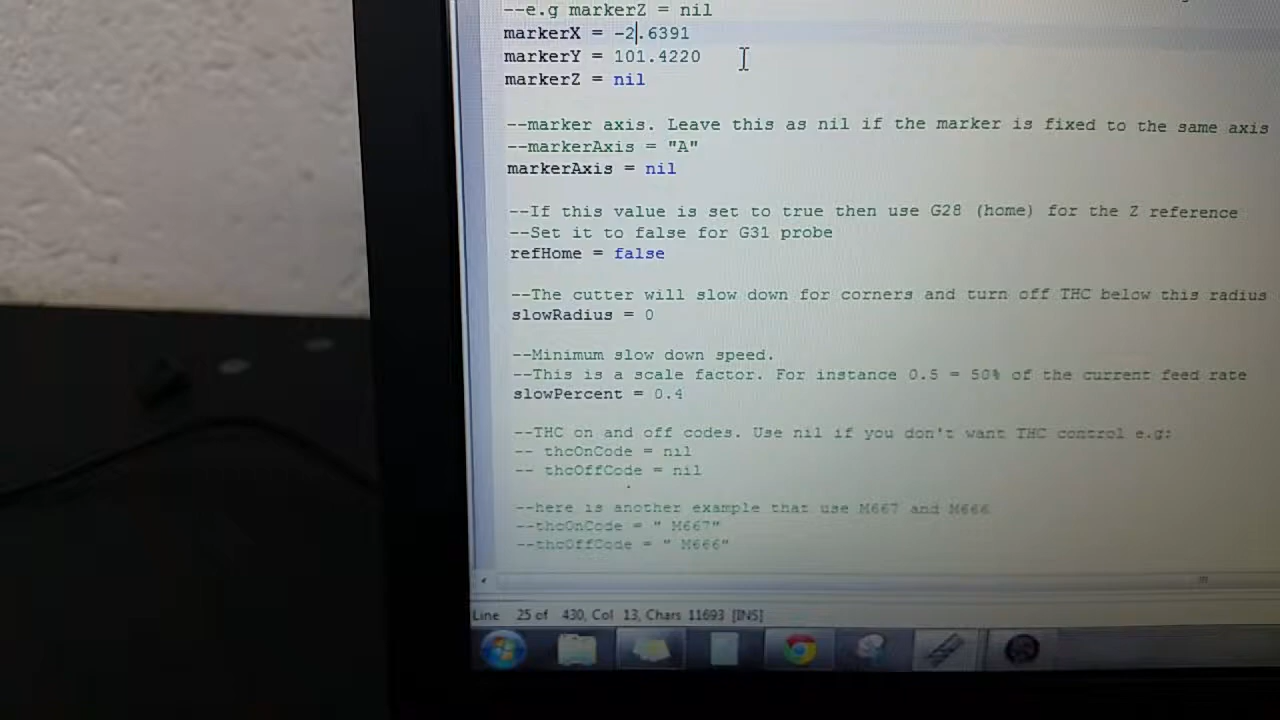 --e.g markerZ = nil
markerX = -2.6391
markerY = 101.4220
markerZ = nil
--marker axis. Leave this as nil if the marker is fixed to the same axis
--markerAxis = "A"
markerAxis = nil
--If this value is set to true then use G28 (home) for the Z reference
--Set it to false for G31 probe
refHome = false
--The cutter will slow down for corners and turn off THC below this radius
slowRadius = 0
--Minimum slow down speed.
--This is a scale factor. For instance 0.5 = 50% of the current feed rate
slowPercent = 0.4
--THC on and off codes. Use nil if you don't want THC control e.g:
-- thcOnCode = nil
-- thcOffCode = nil
--here is another example that use M667 and M666
--thcOnCode = " M667"
--thcOffCode = " M666"
Line 25 of 430, Col 13, Chars 11693 [INS]